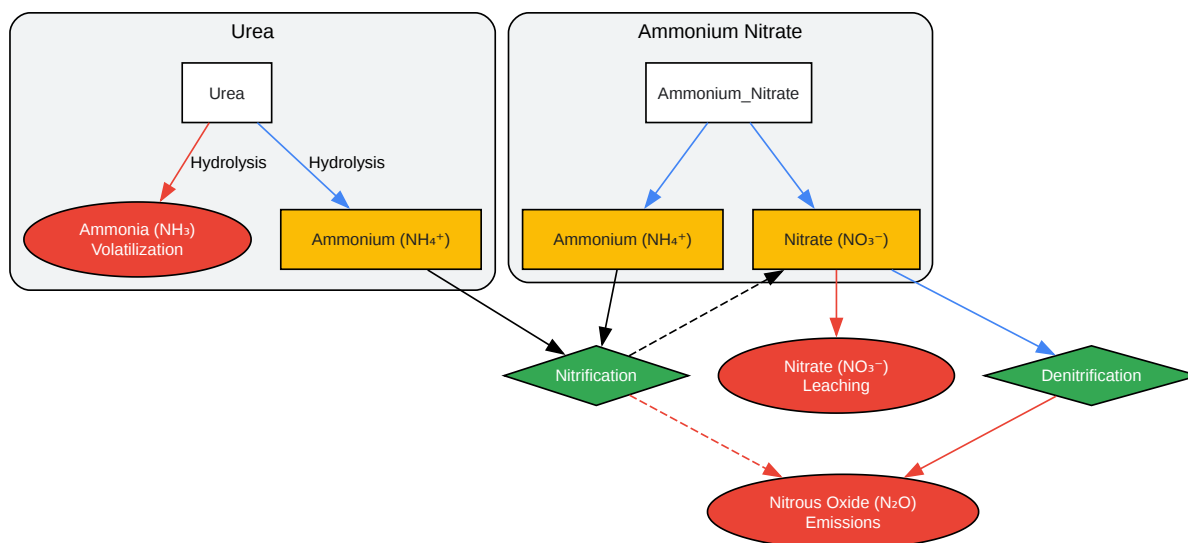 Urea
Ammonium Nitrate
Urea
Ammonium_Nitrate
Hydrolysis
Hydrolysis
Ammonia (NH₃)
Volatilization
Ammonium (NH₄⁺)
Ammonium (NH₄⁺)
Nitrate (NO₃⁻)
Nitrification
Nitrate (NO₃⁻)
Leaching
Denitrification
Nitrous Oxide (N₂O)
Emissions